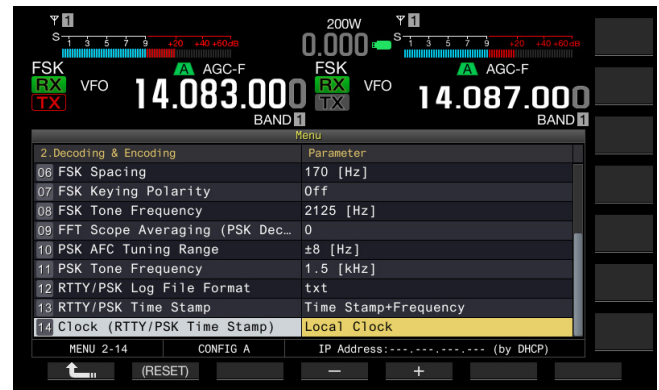 1 200W 1
S 1 3 5 7 9 +20 +40 +60dB 0.000 S 1 3 5 7 9 +20 +40 +60dB
FSK A AGC-F FSK A AGC-F
RX VFO 14.083.000 RX VFO 14.087.000
TX TX
BAND 1 BAND 1
Menu
2.Decoding & Encoding Parameter
06 FSK Spacing 170 [Hz]
07 FSK Keying Polarity Off
08 FSK Tone Frequency 2125 [Hz]
09 FFT Scope Averaging (PSK Dec... 0
10 PSK AFC Tuning Range ±8 [Hz]
11 PSK Tone Frequency 1.5 [kHz]
12 RTTY/PSK Log File Format txt
13 RTTY/PSK Time Stamp Time Stamp+Frequency
14 Clock (RTTY/PSK Time Stamp) Local Clock
MENU 2-14 CONFIG A IP Address:---.---.---.--- (by DHCP)
(RESET) − +